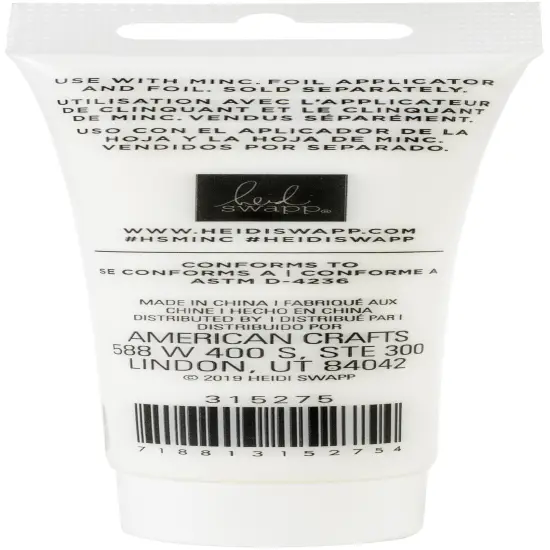 USE WITH MINC. FOIL APPLICATOR
AND FOIL. SOLD SEPARATELY.
UTILISATION AVEC L'APPLICATEUR
DE CLINQUANT ET LE CLINQUANT
DE MINC. VENDUS SÉPARÉMENT.
USO CON EL APLICADOR DE LA
HOJA Y LA HOJA DE MINC.
VENDIDOS POR SEPARADO.
heidi
swapp®
WWW.HEIDISWAPP.COM
#HSMINC #HEIDISWAPP
CONFORMS TO
SE CONFORMS A | CONFORME A
ASTM D-4236
MADE IN CHINA | FABRIQUÉ AUX
CHINE | HECHO EN CHINA
DISTRIBUTED BY | DISTRIBUÉ PAR |
DISTRIBUIDO POR
AMERICAN CRAFTS
588 W 400 S, STE 300
LINDON, UT 84042
© 2019 HEIDI SWAPP
315275
718813152754